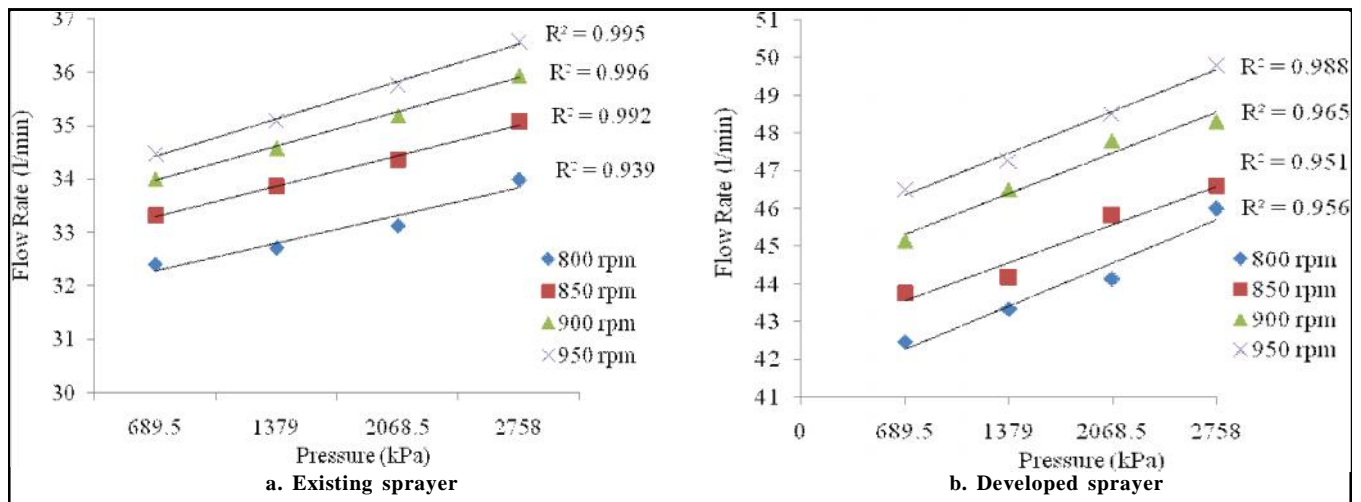 37
36
35
34
33
32
31
30
Flow Rate (l/min)
R² = 0.995
R² = 0.996
R² = 0.992
R² = 0.939
800 rpm
850 rpm
900 rpm
950 rpm
689.5 1379 2068.5 2758
Pressure (kPa)
a. Existing sprayer
51
50
49
48
47
46
45
44
43
42
41
Flow Rate (l/min)
R² = 0.988
R² = 0.965
R² = 0.951
R² = 0.956
800 rpm
850 rpm
900 rpm
950 rpm
0 689.5 1379 2068.5 2758
Pressure (kPa)
b. Developed sprayer